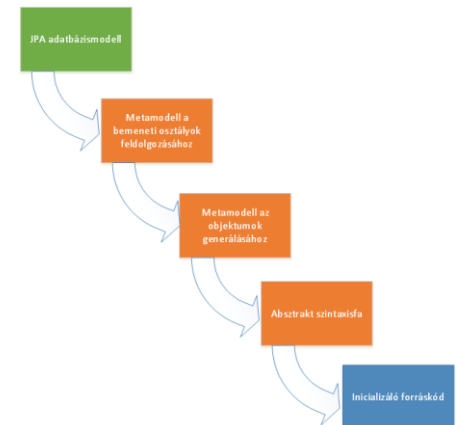 JPA adatbázismodell
Metamodell a
bemeneti osztályok
feldolgozásához
Metamodell az
objektumok
generálásához
Absztrakt szintaxisfa
Inicializáló forráskód